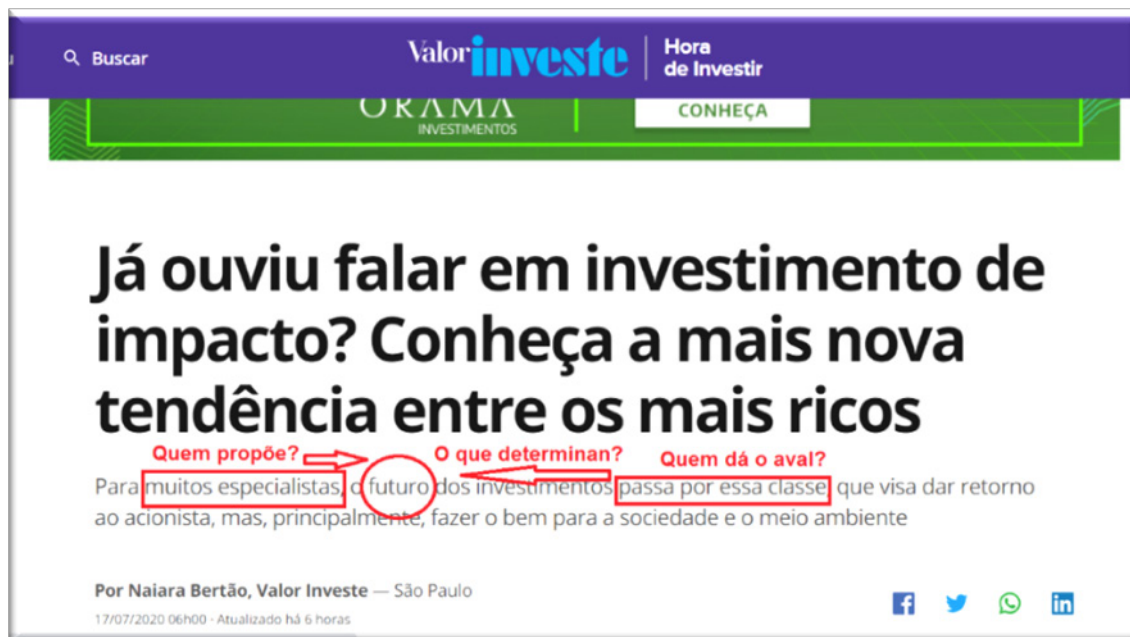 Buscar
Valor investe
Hora
de Investir
ORAMA
INVESTIMENTOS
CONHEÇA
Já ouviu falar em investimento de
impacto? Conheça a mais nova
tendência entre os mais ricos
Quem propõe? O que determinan? Quem dá o aval?
Para muitos especialistas, o futuro dos investimentos passa por essa classe, que visa dar retorno
ao acionista, mas, principalmente, fazer o bem para a sociedade e o meio ambiente
Por Naiara Bertão, Valor Investe — São Paulo
17/07/2020 06h00 · Atualizado há 6 horas